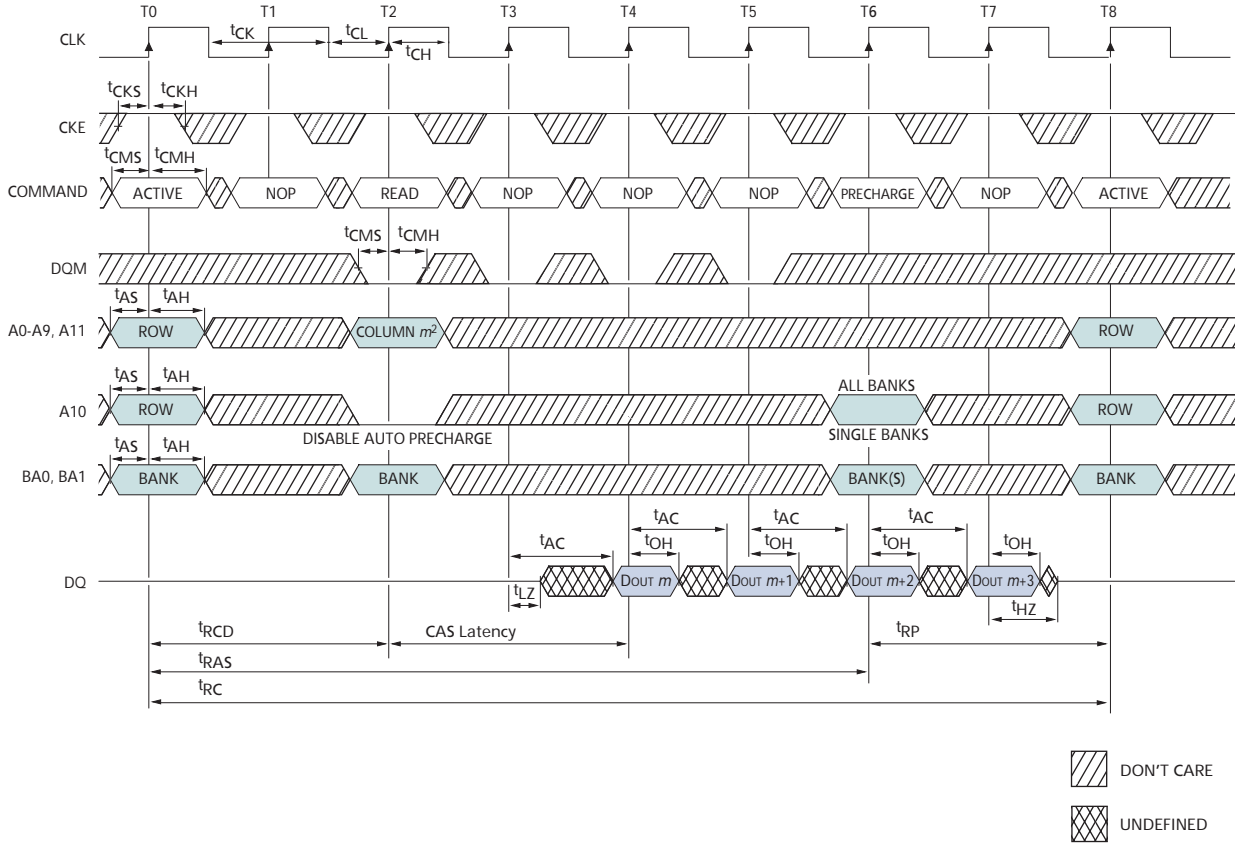 T0 T1 T2 T3 T4 T5 T6 T7 T8
CLK tCK tCL tCH
tCKS tCKH
CKE
tCMS tCMH
COMMAND ACTIVE NOP READ NOP NOP NOP PRECHARGE NOP ACTIVE
tCMS tCMH
DQM
tAS tAH
A0-A9, A11 ROW COLUMN m2 ROW
tAS tAH ALL BANKS
A10 ROW ROW
DISABLE AUTO PRECHARGE SINGLE BANKS
tAS tAH
BA0, BA1 BANK BANK BANK(S) BANK
tAC tAC tAC tAC
tOH tOH tOH tOH
DQ DOUT m DOUT m+1 DOUT m+2 DOUT m+3
tLZ tHZ
tRCD CAS Latency tRP
tRAS
tRC
DON'T CARE
UNDEFINED